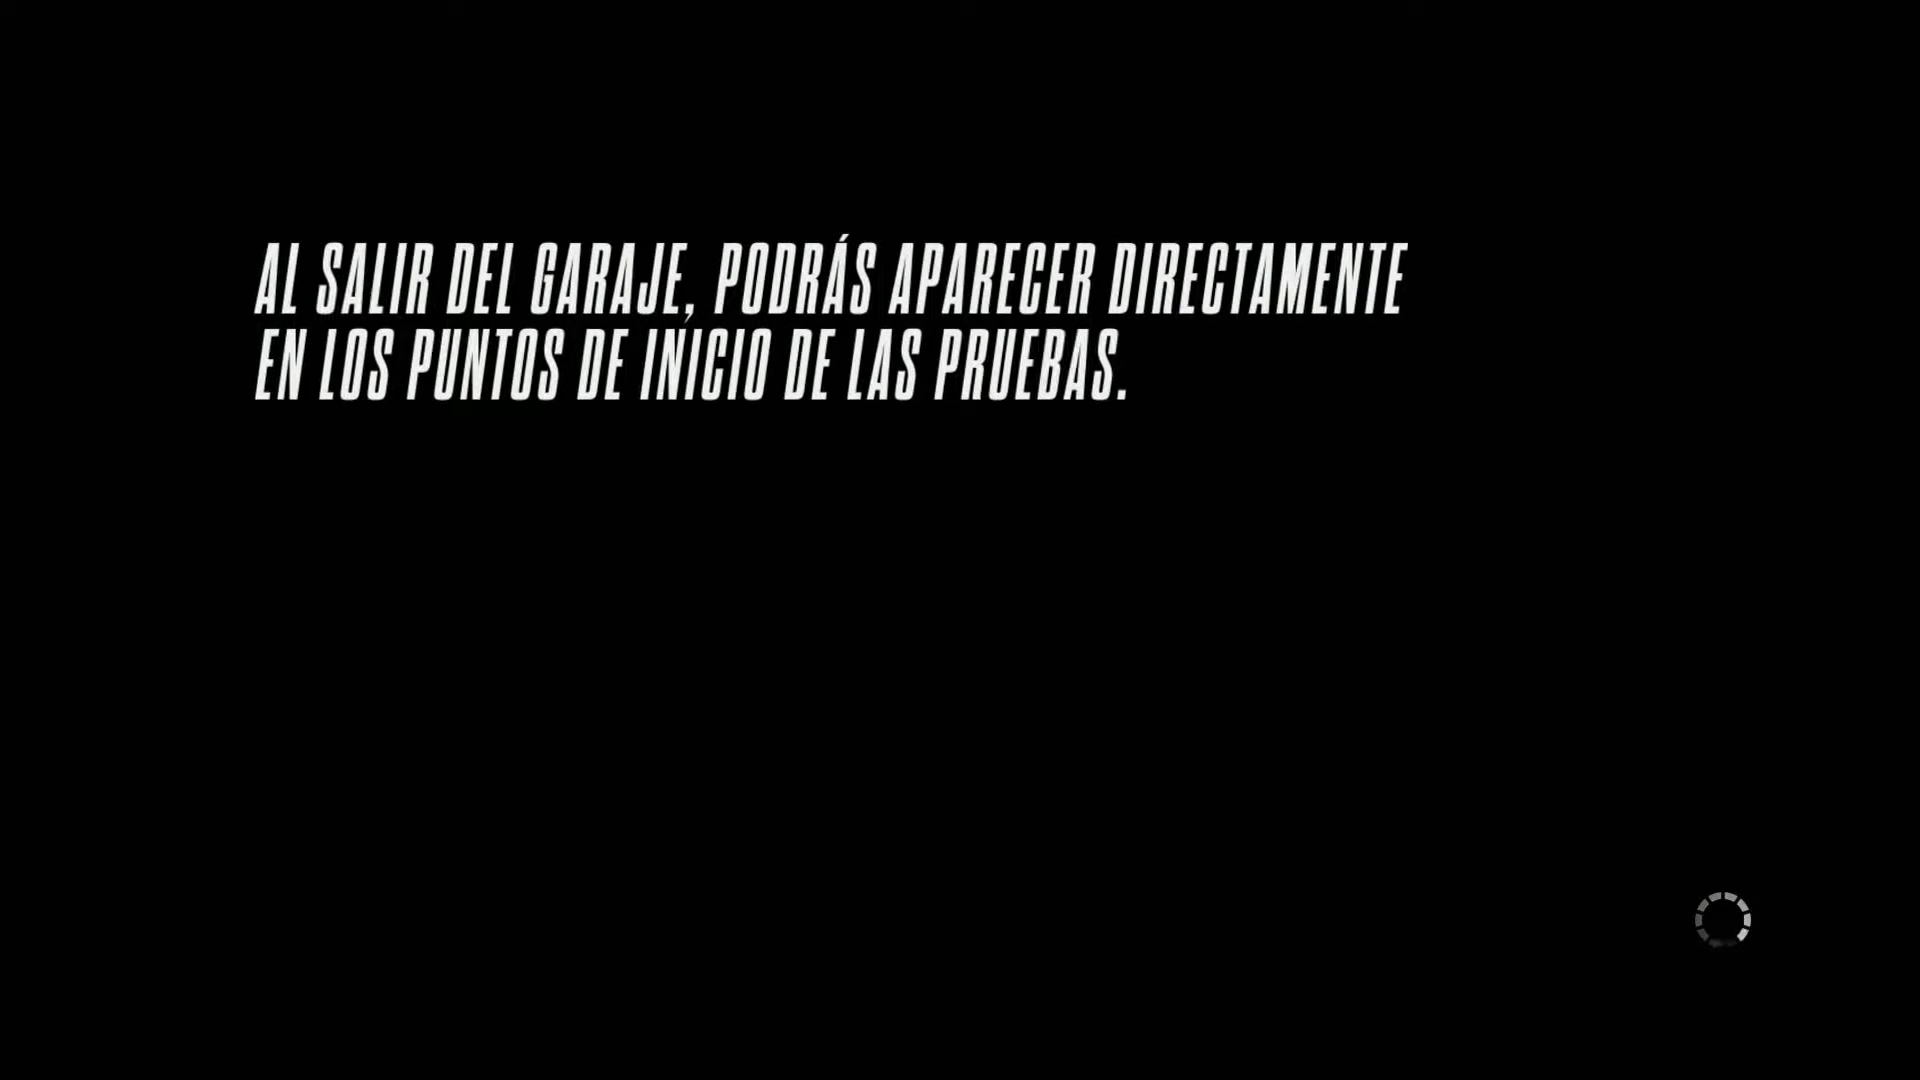 AL SALIR DEL GARAJE, PODRÁS APARECER DIRECTAMENTE
EN LOS PUNTOS DE INICIO DE LAS PRUEBAS.